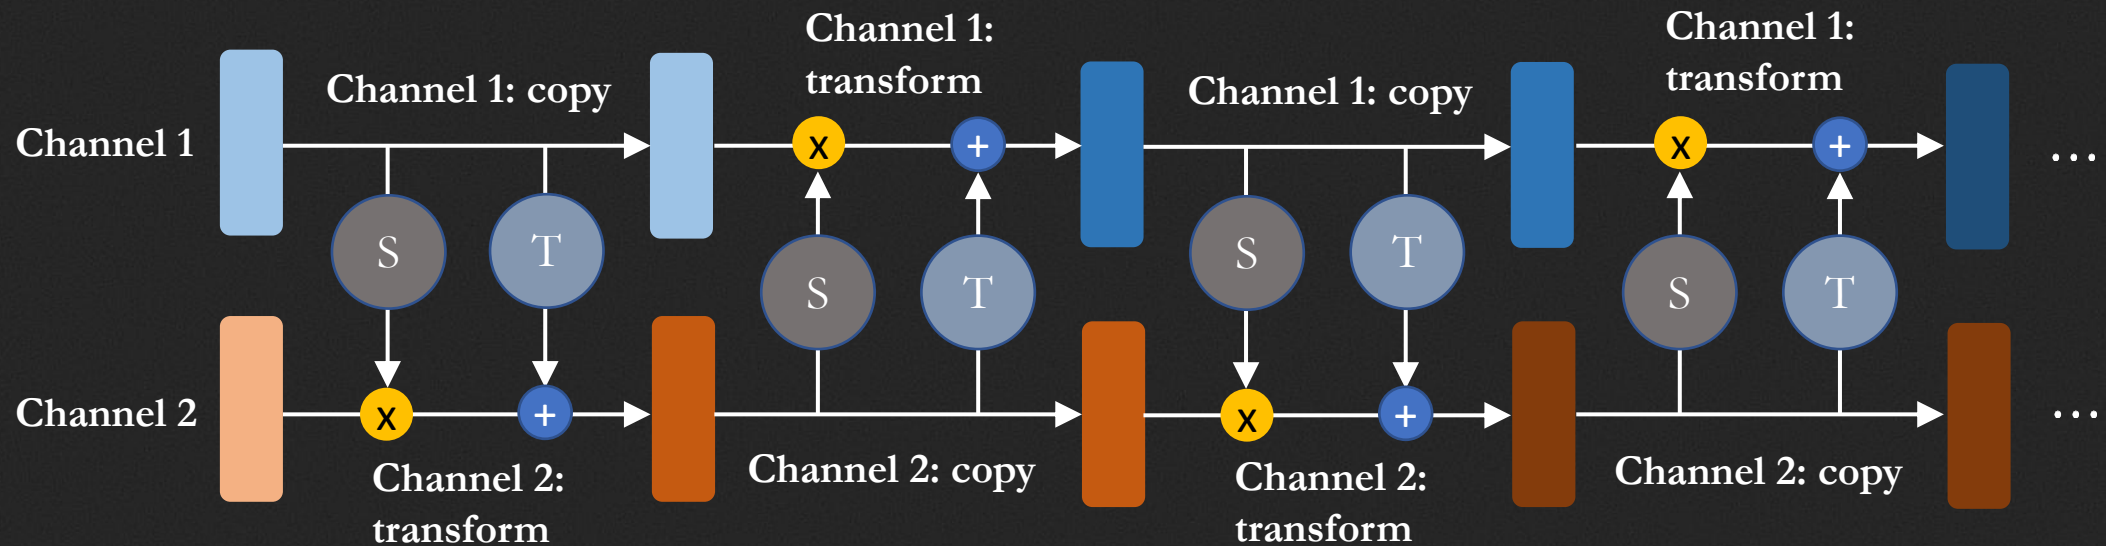 Channel 1:
transform
Channel 1:
transform
Channel 1: copy
Channel 1: copy
Channel 1
x
+
x
+
...
S
T
S
T
S
T
S
T
Channel 2
x
+
x
+
...
Channel 2:
transform
Channel 2: copy
Channel 2:
transform
Channel 2: copy